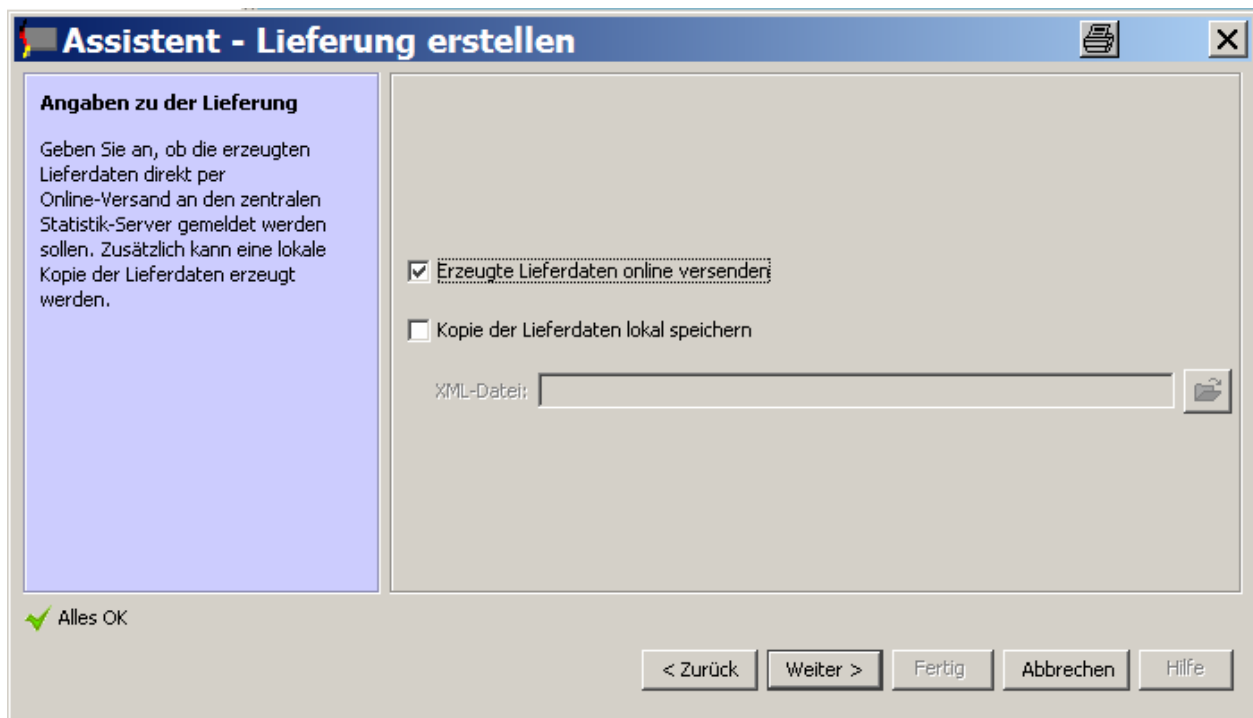 Assistent - Lieferung erstellen
Angaben zu der Lieferung
Geben Sie an, ob die erzeugten
Lieferdaten direkt per
Online-Versand an den zentralen
Statistik-Server gemeldet werden
sollen. Zusätzlich kann eine lokale
Kopie der Lieferdaten erzeugt
werden.
Erzeugte Lieferdaten online versenden
Kopie der Lieferdaten lokal speichern
XML-Datei:
Alles OK
< Zurück Weiter > Fertig Abbrechen Hilfe